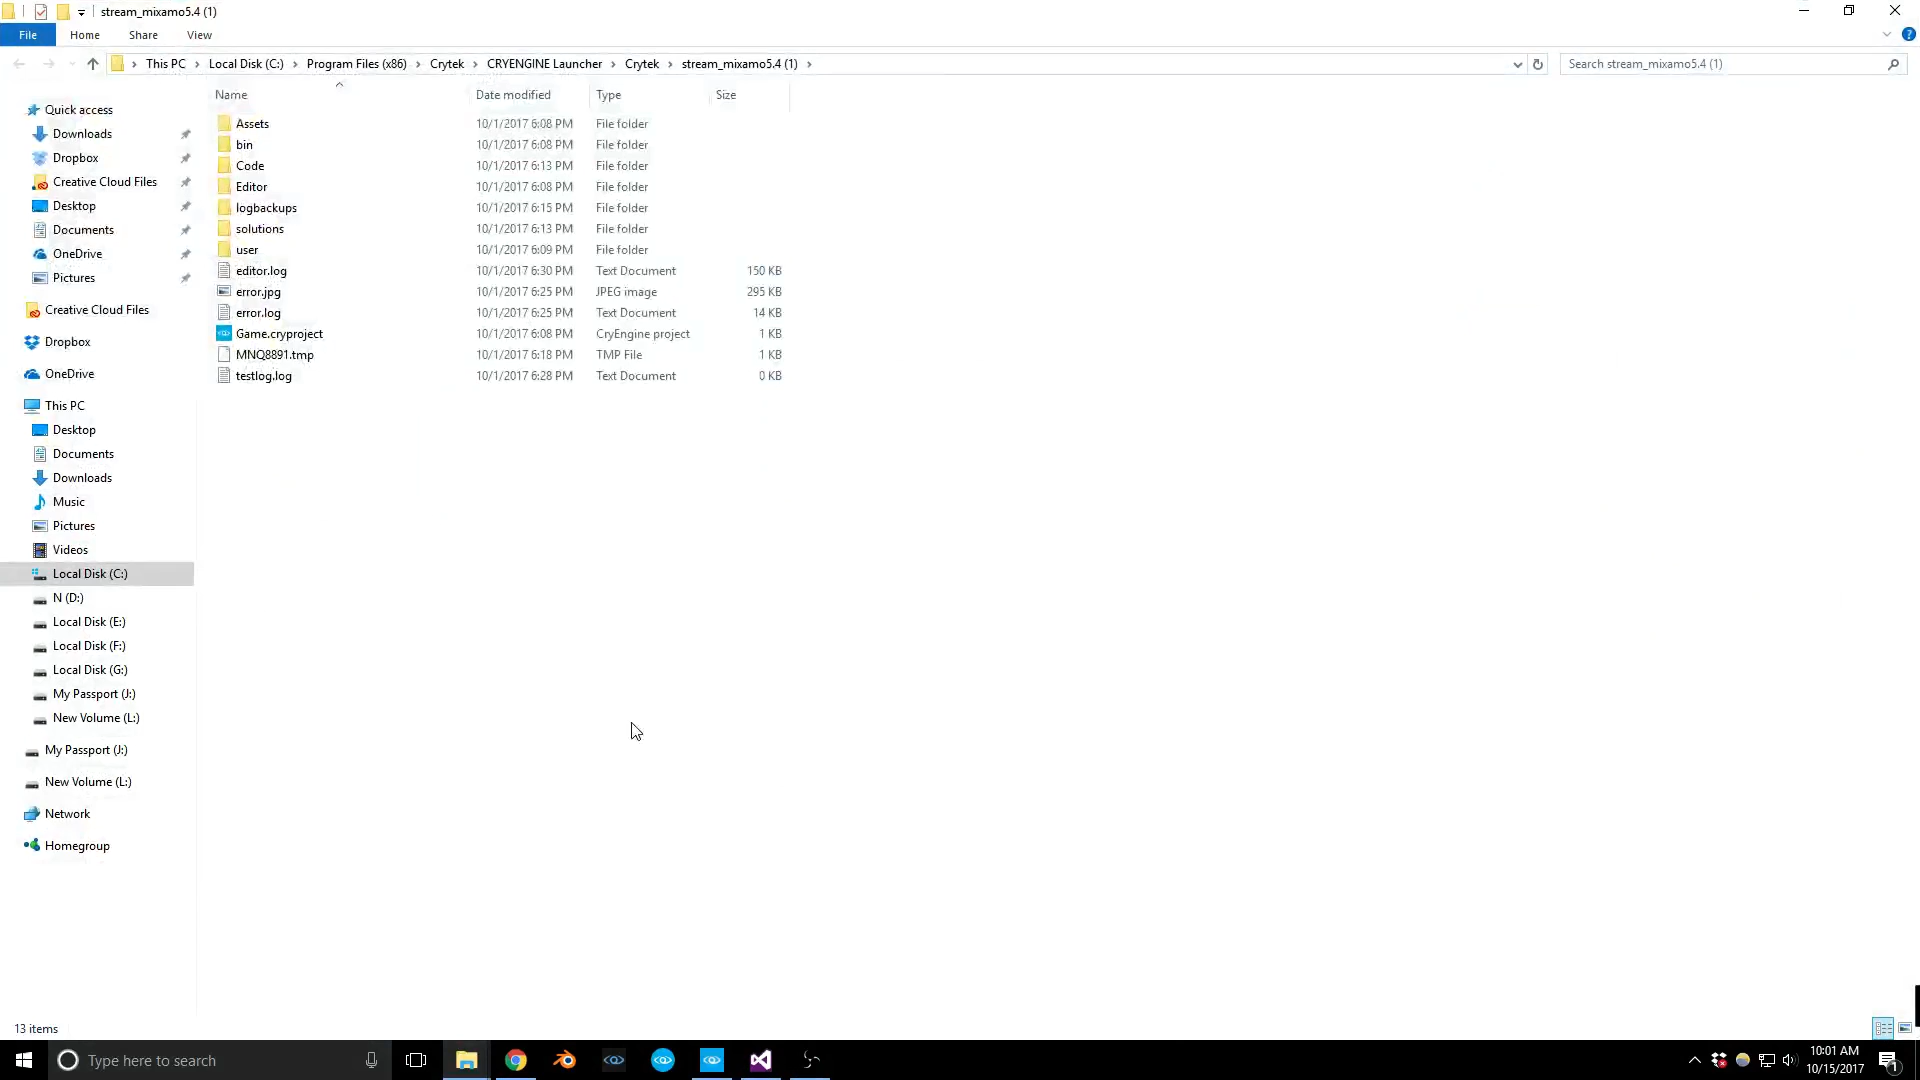 stream_mixamo5.4 (1)
File Home Share View
This PC Local Disk (C:) Program Files (x86) Crytek CRYENGINE Launcher Crytek stream_mixamo5.4 (1)
Search stream_mixamo5.4 (1)
Name Date modified Type Size
Assets 10/1/2017 6:08 PM File folder
bin 10/1/2017 6:08 PM File folder
Code 10/1/2017 6:13 PM File folder
Editor 10/1/2017 6:08 PM File folder
logbackups 10/1/2017 6:15 PM File folder
solutions 10/1/2017 6:13 PM File folder
user 10/1/2017 6:09 PM File folder
editor.log 10/1/2017 6:30 PM Text Document 150 KB
error.jpg 10/1/2017 6:25 PM JPEG image 295 KB
error.log 10/1/2017 6:25 PM Text Document 14 KB
Game.cryproject 10/1/2017 6:08 PM CryEngine project 1 KB
MNQ8891.tmp 10/1/2017 6:18 PM TMP File 1 KB
testlog.log 10/1/2017 6:28 PM Text Document 0 KB
Quick access
Downloads
Dropbox
Creative Cloud Files
Desktop
Documents
OneDrive
Pictures
Creative Cloud Files
Dropbox
OneDrive
This PC
Desktop
Documents
Downloads
Music
Pictures
Videos
Local Disk (C:)
N (D:)
Local Disk (E:)
Local Disk (F:)
Local Disk (G:)
My Passport (J:)
New Volume (L:)
My Passport (J:)
New Volume (L:)
Network
Homegroup
13 items
Type here to search
10:01 AM
10/15/2017
1